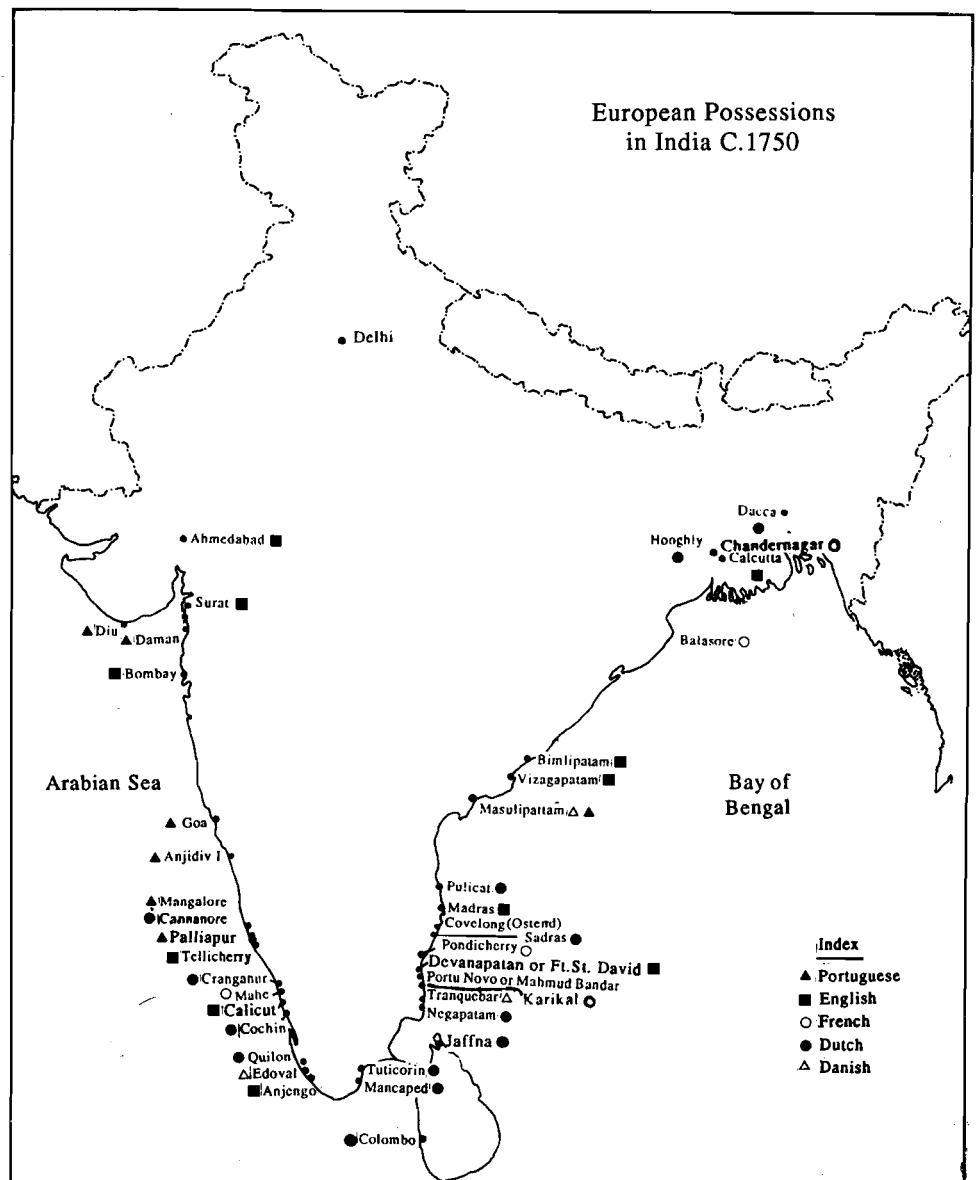 European Possessions
in India C.1750
Delhi
Dacca
Honghly
Chandernagar
Calcutta
Ahmedabad
Surat
Diu
Daman
Balasore
Bombay
Bimlipatam
Vizagapatam
Masulipattam
Arabian Sea
Bay of
Bengal
Goa
Anjidiv I
Mangalore
Cannanore
Palliapur
Tellicherry
Cranganur
Mahe
Calicut
Cochin
Quilon
Edoval
Anjengo
Pulicat
Madras
Covelong (Ostend)
Sadras
Pondicherry
Devanapatan or Ft.St. David
Portu Novo or Mahmud Bandar
Tranquebar
Karikal
Negapatam
Jaffna
Tuticorin
Mancaped
Colombo
Index
Portuguese
English
French
Dutch
Danish